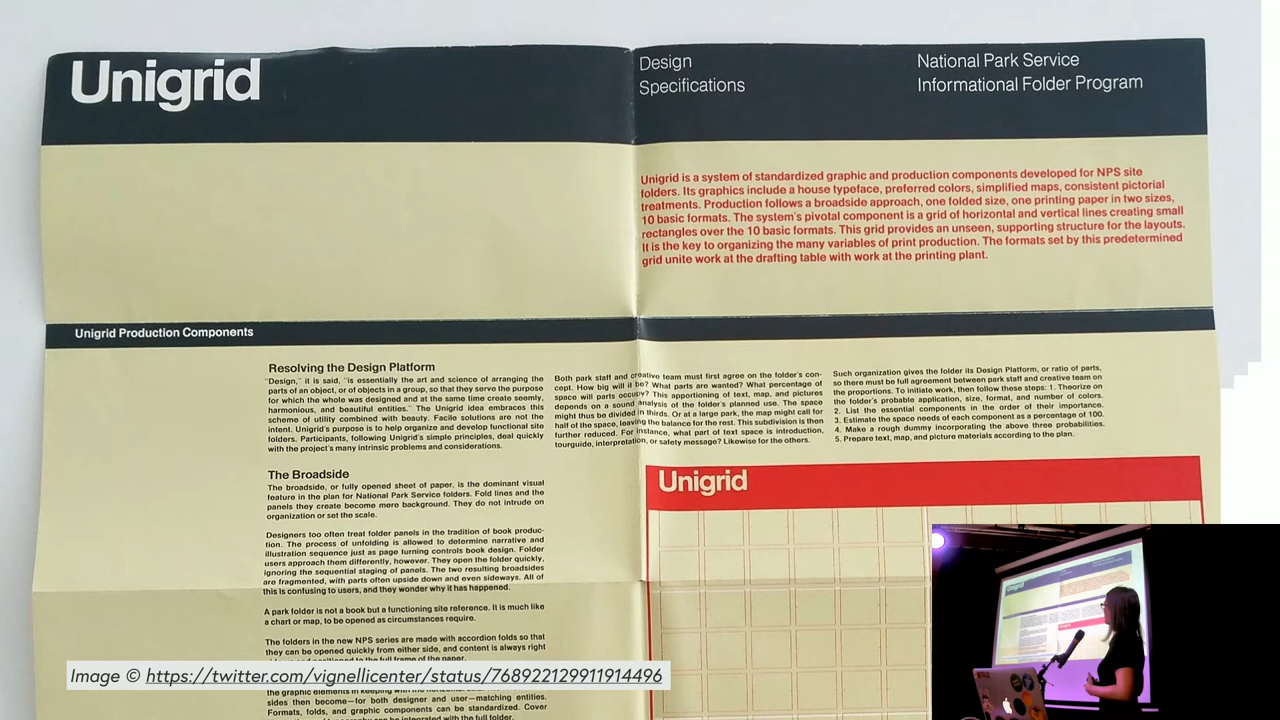 Unigrid
Design
Specifications
National Park Service
Informational Folder Program
Unigrid is a system of standardized graphic and production components developed for NPS site
folders. Its graphics include a house typeface, preferred colors, simplified maps, consistent pictorial
treatments. Production follows a broadside approach, one folded size, one printing paper in two sizes,
10 basic formats. The system's pivotal component is a grid of horizontal and vertical lines creating small
rectangles over the 10 basic formats. This grid provides an unseen, supporting structure for the layouts.
It is the key to organizing the many variables of print production. The formats set by this predetermined
grid unite work at the drafting table with work at the printing plant.
Unigrid Production Components
Resolving the Design Platform
"Design," it is said, "is essentially the art and science of arranging the
parts of an object, or of objects in a group, so that they serve the purpose
for which the whole was designed and at the same time create seemly,
harmonious, and beautiful entities." The Unigrid idea embraces this
scheme of utility combined with beauty. Facile solutions are not the
intent. Unigrid's purpose is to help organize and develop functional site
folders. Participants, following Unigrid's simple principles, deal quickly
with the project's many intrinsic problems and considerations.
The Broadside
The broadside, or fully opened sheet of paper, is the dominant visual
feature in the plan for National Park Service folders. Fold lines and the
panels they create become mere background. They do not intrude on
organization or set the scale.
Designers too often treat folder panels in the tradition of book produc-
tion. The process of unfolding is allowed to determine narrative and
illustration sequence just as page turning controls book design. Folder
users approach them differently, however. They open the folder quickly,
ignoring the sequential staging of panels. The two resulting broadsides
are fragmented, with parts often upside down and even sideways. All of
this is confusing to users, and they wonder why it has happened.
A park folder is not a book but a functioning site reference. It is much like
a chart or map, to be opened as circumstances require.
The folders in the new NPS series are made with accordion folds so that
they can be opened quickly from either side, and content is always right
positioned to the full frame of the paper.
the graphic elements in keeping with the
sides then become—for both designer and user—matching entities.
Formats, folds, and graphic components can be standardized. Cover
be integrated with the full folder.
Both park staff and creative team must first agree on the folder's con-
cept. How big will it be? What parts are wanted? What percentage of
space will parts occupy? This apportioning of text, map, and pictures
depends on a sound analysis of the folder's planned use. The space
might thus be divided in thirds. Or at a large park, the map might call for
half of the space, leaving the balance for the rest. This subdivision is then
further reduced. For instance, what part of text space is introduction,
tourguide, interpretation, or safety message? Likewise for the others.
Such organization gives the folder its Design Platform, or ratio of parts,
so there must be full agreement between park staff and creative team on
the proportions. To initiate work, then follow these steps: 1. Theorize on
the folder's probable application, size, format, and number of colors.
2. List the essential components in the order of their importance.
3. Estimate the space needs of each component as a percentage of 100.
4. Make a rough dummy incorporating the above three probabilities.
5. Prepare text, map, and picture materials according to the plan.
Unigrid
Image © https://twitter.com/vignellicenter/status/768922129911914496
Unigrid